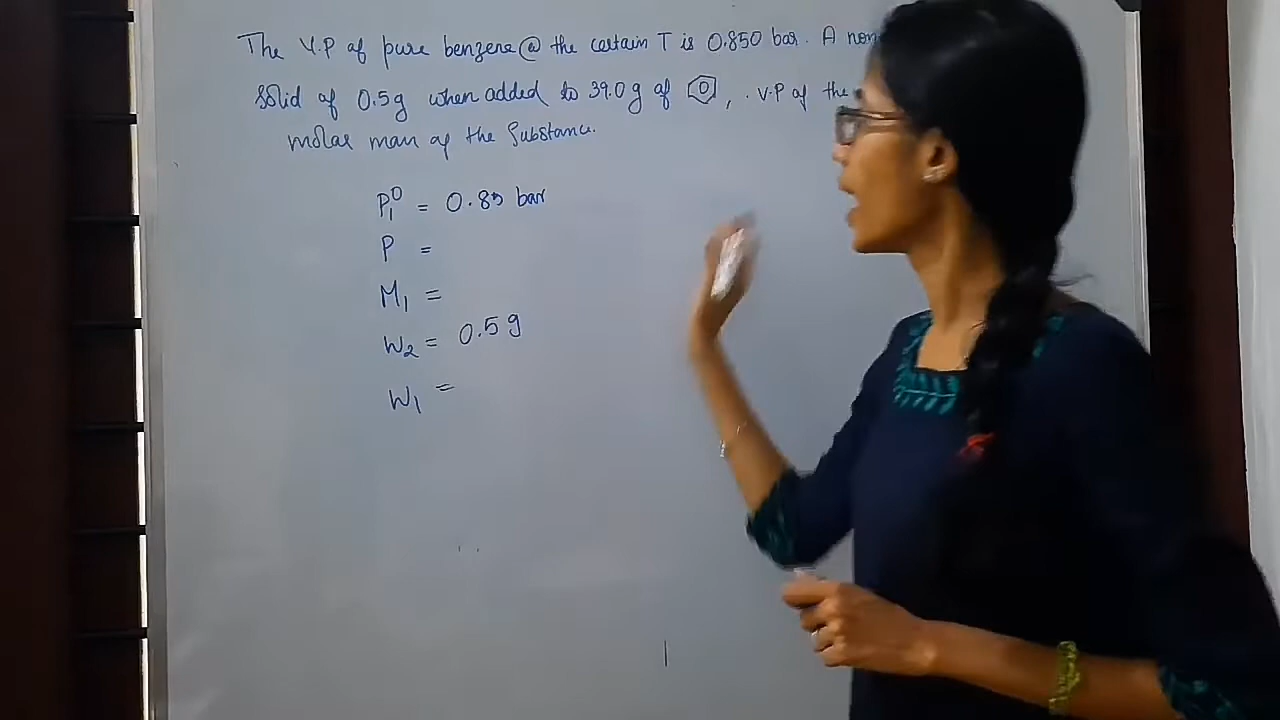 The V.P of pure benzene @ the certain T is 0.850 bar. A non
Solid of 0.5g when added to 39.0g of , V.P of the
molar mass of the Substance.
P₁⁰ = 0.85 bar
P =
M₁ =
W₂ = 0.5g
W₁ =